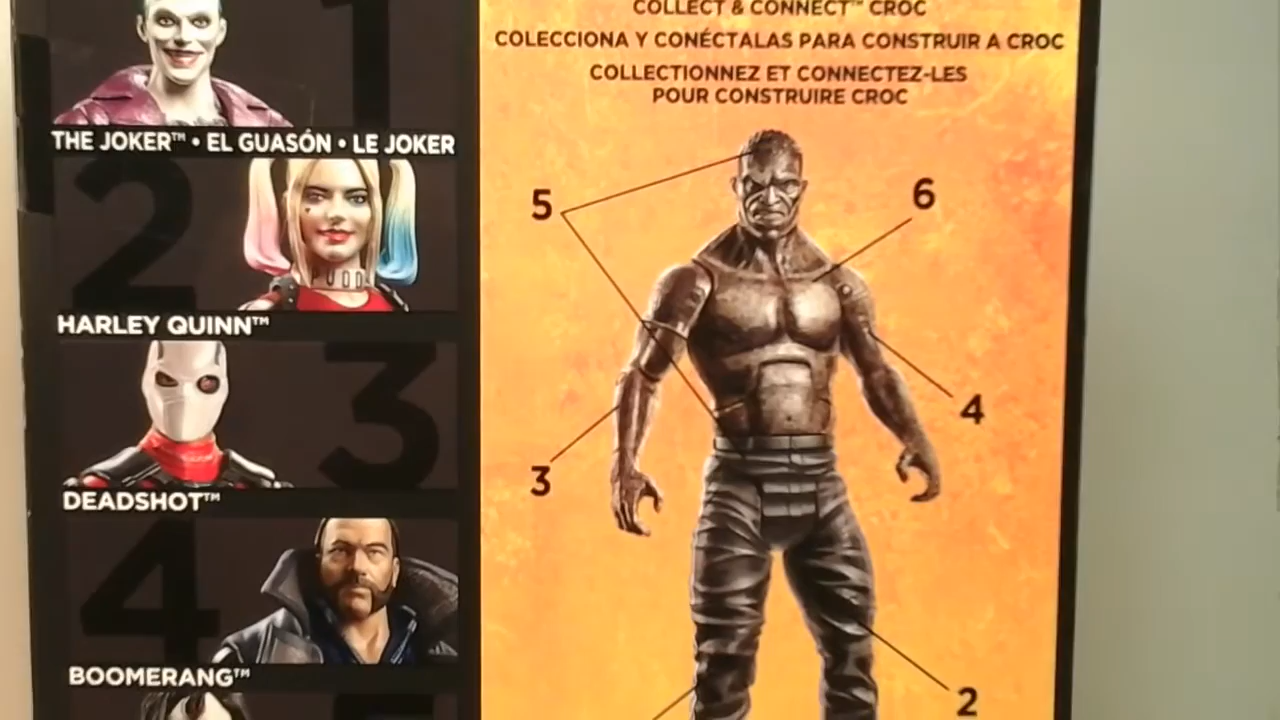 COLLECT & CONNECT™ CROC
COLECCIONA Y CONÉCTALAS PARA CONSTRUIR A CROC
COLLECTIONNEZ ET CONNECTEZ-LES
POUR CONSTRUIRE CROC
1
THE JOKER™ • EL GUASÓN • LE JOKER
2
HARLEY QUINN™
3
DEADSHOT™
4
BOOMERANG™
5
5
6
4
3
2